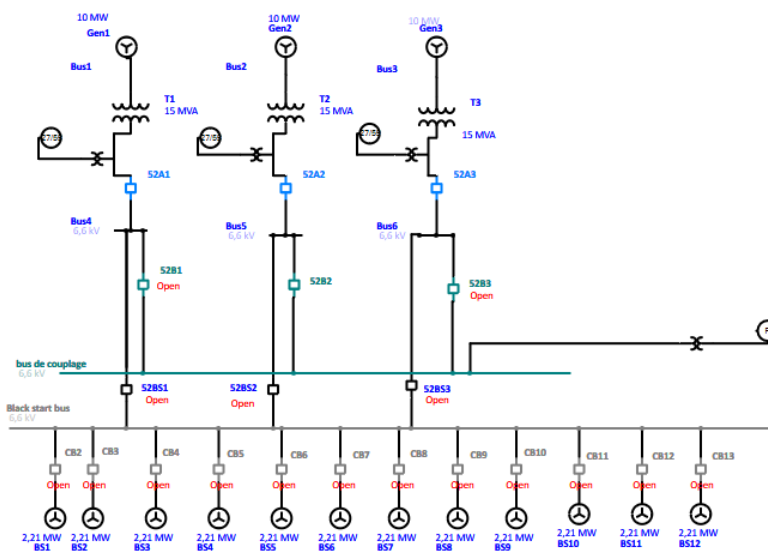 10 MW
Gen1
10 MW
Gen2
10 MW
Gen3
Bus1
Bus2
Bus3
T1
15 MVA
T2
15 MVA
T3
15 MVA
27/59
27/59
27/59
52A1
52A2
52A3
Bus4
6,6 kV
Bus5
6,6 kV
Bus6
6,6 kV
52B1
Open
52B2
52B3
Open
bus de couplage
6,6 kV
52BS1
Open
52BS2
Open
52BS3
Open
Black start bus
6,6 kV
CB2 CB3 CB4 CB5 CB6 CB7 CB8 CB9 CB10 CB11 CB12 CB13
Open Open Open Open Open Open Open Open Open Open Open Open
2,21 MW 2,21 MW 2,21 MW 2,21 MW 2,21 MW 2,21 MW 2,21 MW 2,21 MW 2,21 MW 2,21 MW 2,21 MW 2,21 MW
BS1 BS2 BS3 BS4 BS5 BS6 BS7 BS8 BS9 BS10 BS11 BS12